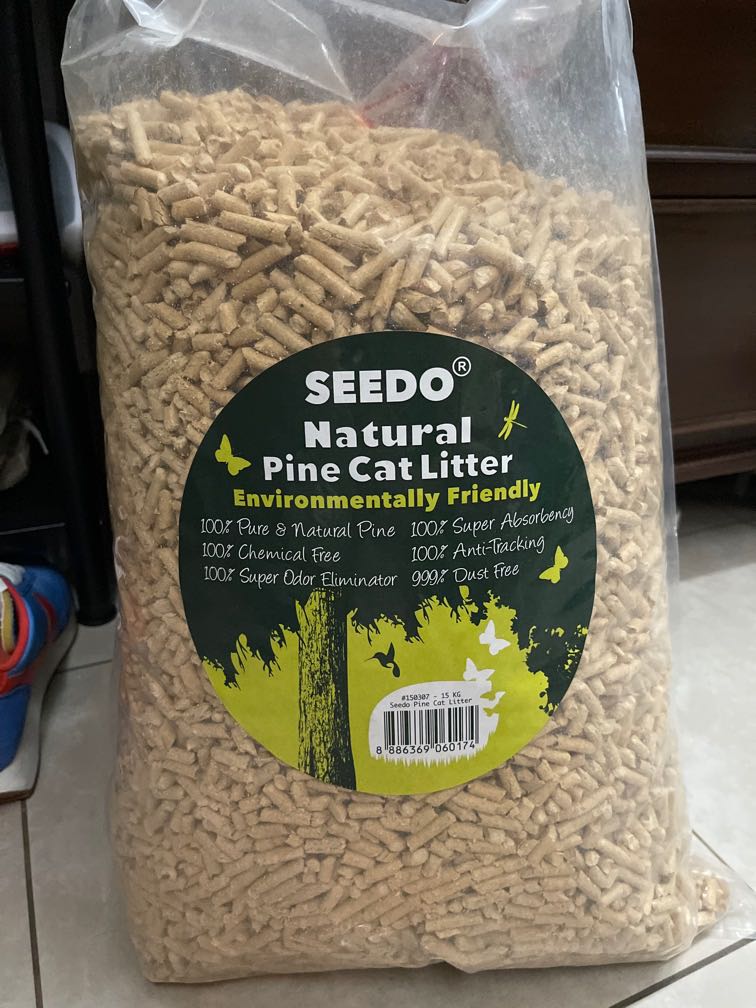 SEEDO®
Natural
Pine Cat Litter
Environmentally Friendly
100% Pure & Natural Pine
100% Chemical Free
100% Super Odor Eliminator
100% Super Absorbency
100% Anti-Tracking
999% Dust Free
#150307 - 15 KG
Seedo Pine Cat Litter
8 886369 060174